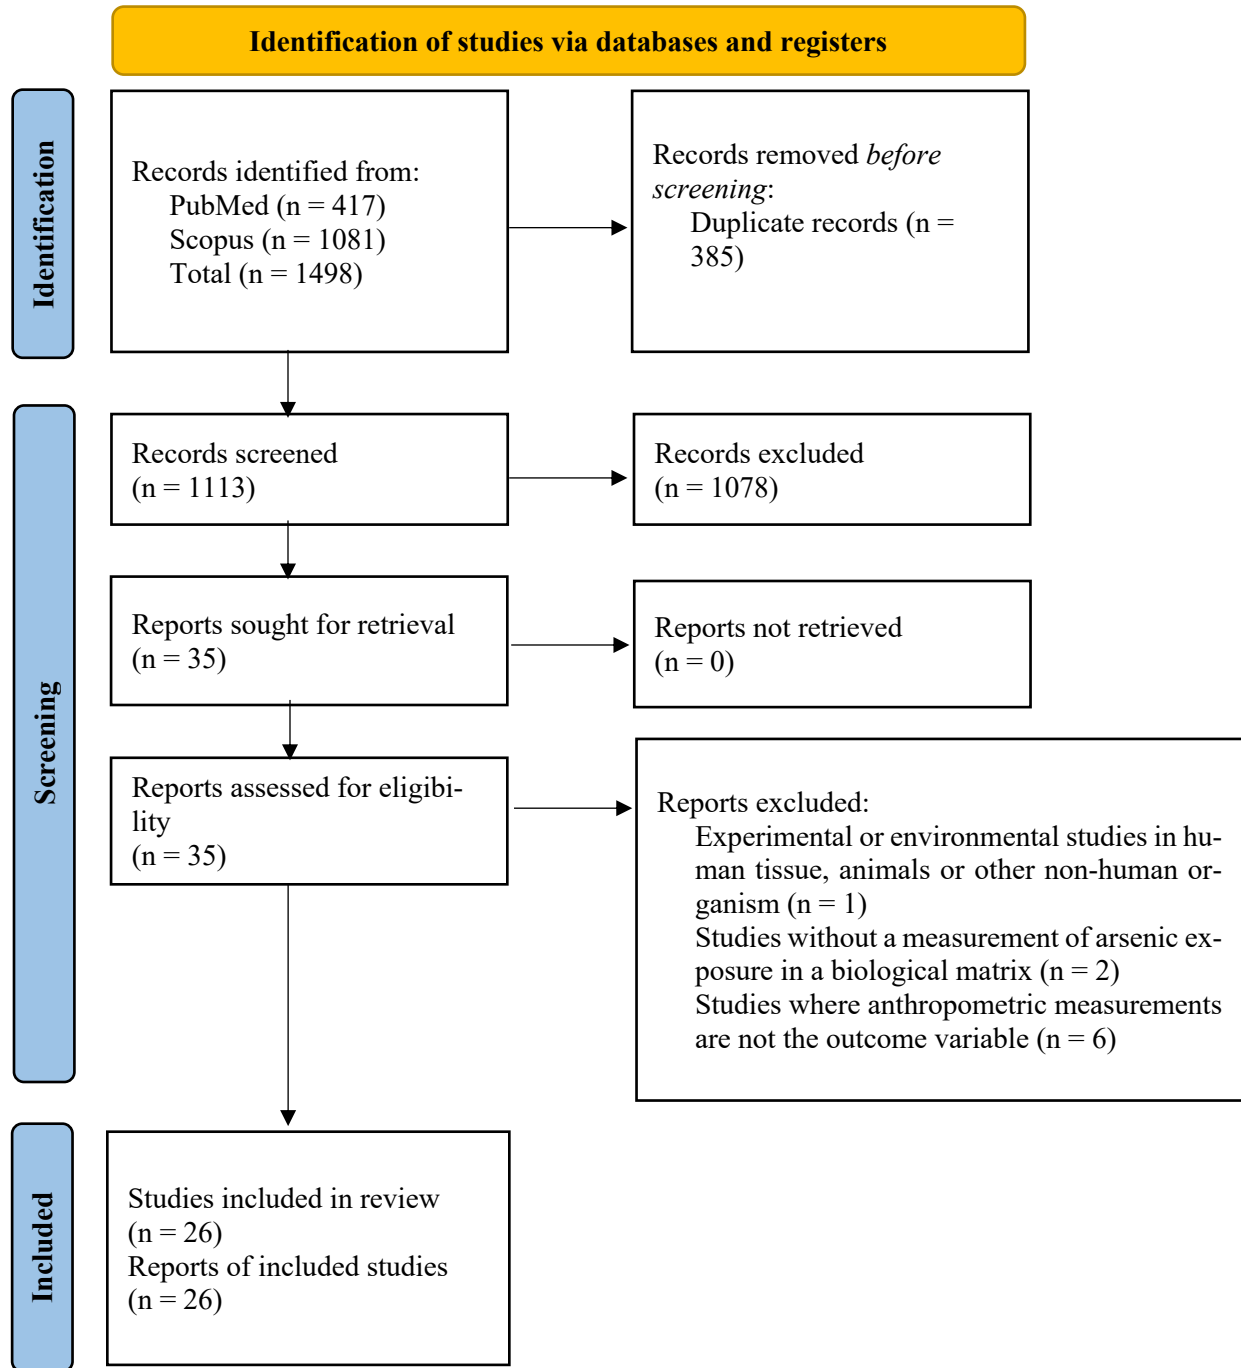 Identification of studies via databases and registers
Identification
Records identified from:
PubMed (n = 417)
Scopus (n = 1081)
Total (n = 1498)
Records removed before
screening:
Duplicate records (n =
385)
Screening
Records screened
(n = 1113)
Records excluded
(n = 1078)
Reports sought for retrieval
(n = 35)
Reports not retrieved
(n = 0)
Reports assessed for eligibi-
lity
(n = 35)
Reports excluded:
Experimental or environmental studies in hu-
man tissue, animals or other non-human or-
ganism (n = 1)
Studies without a measurement of arsenic ex-
posure in a biological matrix (n = 2)
Studies where anthropometric measurements
are not the outcome variable (n = 6)
Included
Studies included in review
(n = 26)
Reports of included studies
(n = 26)